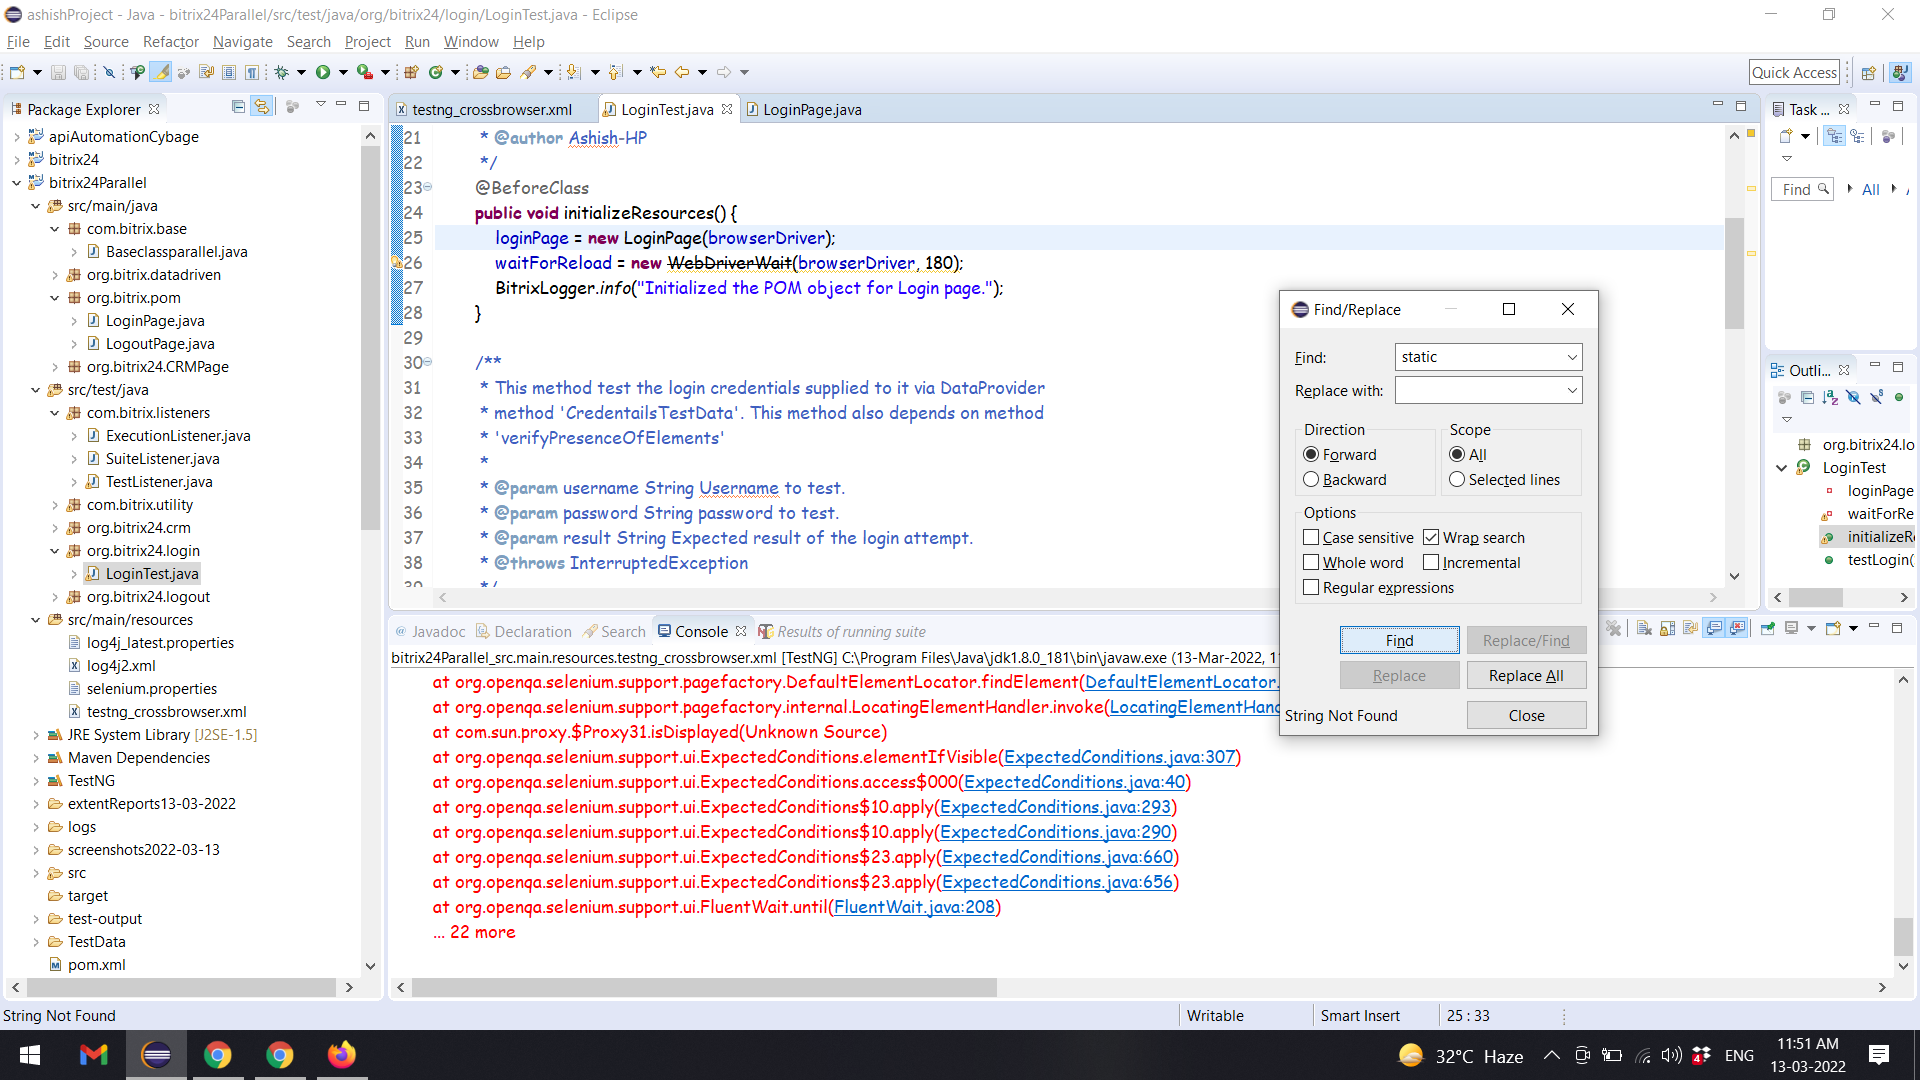 ashishProject - Java - bitrix24Parallel/src/test/java/org/bitrix24/login/LoginTest.java - Eclipse
File Edit Source Refactor Navigate Search Project Run Window Help
Quick Access
Package Explorer
apiAutomationCybage
bitrix24
bitrix24Parallel
src/main/java
com.bitrix.base
Baseclassparallel.java
org.bitrix.datadriven
org.bitrix.pom
LoginPage.java
LogoutPage.java
org.bitrix24.CRMPage
src/test/java
com.bitrix.listeners
ExecutionListener.java
SuiteListener.java
TestListener.java
com.bitrix.utility
org.bitrix24.crm
org.bitrix24.login
LoginTest.java
org.bitrix24.logout
src/main/resources
log4j_latest.properties
log4j2.xml
selenium.properties
testng_crossbrowser.xml
JRE System Library [J2SE-1.5]
Maven Dependencies
TestNG
extentReports13-03-2022
logs
screenshots2022-03-13
src
target
test-output
TestData
pom.xml
testng_crossbrowser.xml LoginTest.java LoginPage.java
21 * @author Ashish-HP
22 */
23 @BeforeClass
24 public void initializeResources() {
25 loginPage = new LoginPage(browserDriver);
26 waitForReload = new WebDriverWait(browserDriver, 180);
27 BitrixLogger.info("Initialized the POM object for Login page.");
28 }
29
30 /**
31 * This method test the login credentials supplied to it via DataProvider
32 * method 'CredentailsTestData'. This method also depends on method
33 * 'verifyPresenceOfElements'
34 *
35 * @param username String Username to test.
36 * @param password String password to test.
37 * @param result String Expected result of the login attempt.
38 * @throws InterruptedException
39 */
Find/Replace
Find: static
Replace with:
Direction Scope
Forward All
Backward Selected lines
Options
Case sensitive Wrap search
Whole word Incremental
Regular expressions
Find Replace/Find
Replace Replace All
String Not Found Close
Task ...
Find All
Outli...
org.bitrix24.lo
LoginTest
loginPage
waitForRe
initializeR
testLogin(
Javadoc Declaration Search Console Results of running suite
bitrix24Parallel_src.main.resources.testng_crossbrowser.xml [TestNG] C:\Program Files\Java\jdk1.8.0_181\bin\javaw.exe (13-Mar-2022, 1
at org.openqa.selenium.support.pagefactory.DefaultElementLocator.findElement(DefaultElementLocator.
at org.openqa.selenium.support.pagefactory.internal.LocatingElementHandler.invoke(LocatingElementHand
at com.sun.proxy.$Proxy31.isDisplayed(Unknown Source)
at org.openqa.selenium.support.ui.ExpectedConditions.elementIfVisible(ExpectedConditions.java:307)
at org.openqa.selenium.support.ui.ExpectedConditions.access$000(ExpectedConditions.java:40)
at org.openqa.selenium.support.ui.ExpectedConditions$10.apply(ExpectedConditions.java:293)
at org.openqa.selenium.support.ui.ExpectedConditions$10.apply(ExpectedConditions.java:290)
at org.openqa.selenium.support.ui.ExpectedConditions$23.apply(ExpectedConditions.java:660)
at org.openqa.selenium.support.ui.ExpectedConditions$23.apply(ExpectedConditions.java:656)
at org.openqa.selenium.support.ui.FluentWait.until(FluentWait.java:208)
... 22 more
String Not Found Writable Smart Insert 25 : 33
32°C Haze 4 ENG 11:51 AM
13-03-2022